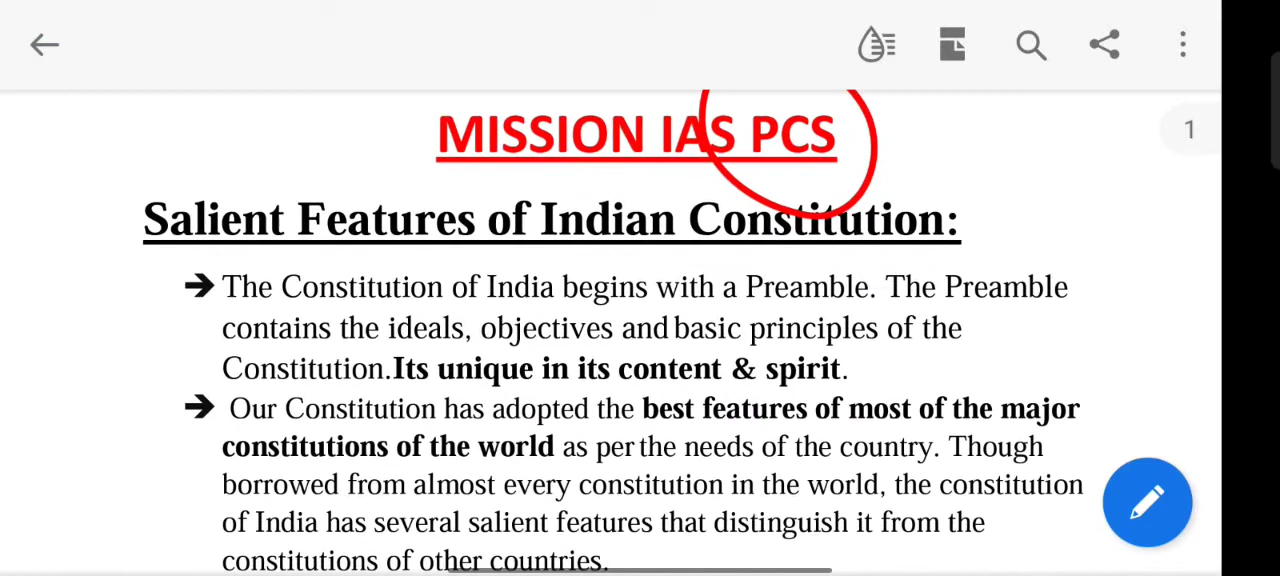 MISSION IAS PCS
1
Salient Features of Indian Constitution:
➔ The Constitution of India begins with a Preamble. The Preamble
contains the ideals, objectives and basic principles of the
Constitution.Its unique in its content & spirit.
➔ Our Constitution has adopted the best features of most of the major
constitutions of the world as per the needs of the country. Though
borrowed from almost every constitution in the world, the constitution
of India has several salient features that distinguish it from the
constitutions of other countries.